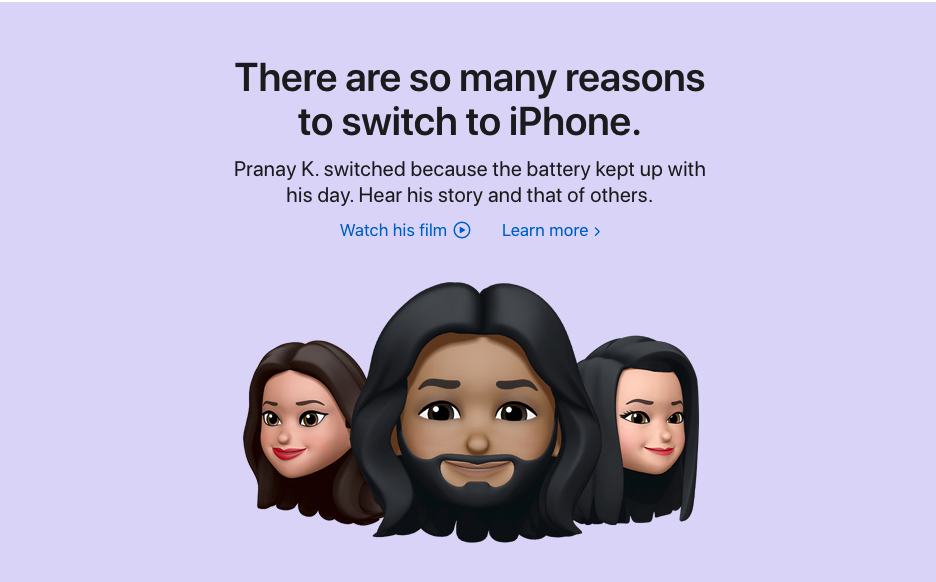 There are so many reasons
to switch to iPhone.
Pranay K. switched because the battery kept up with
his day. Hear his story and that of others.
Watch his film
Learn more